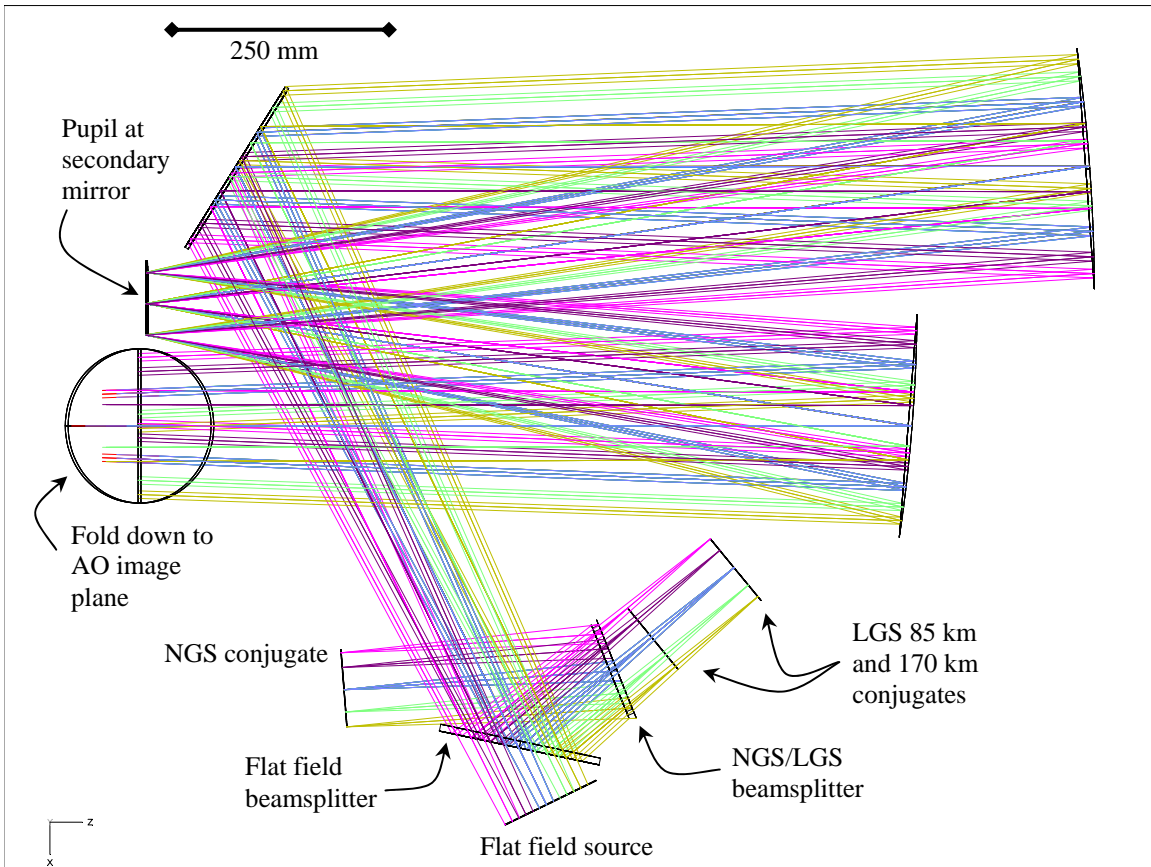 250 mm
Pupil at
secondary
mirror
Fold down to
AO image
plane
NGS conjugate
LGS 85 km
and 170 km
conjugates
Flat field
beamsplitter
NGS/LGS
beamsplitter
Flat field source
z
x